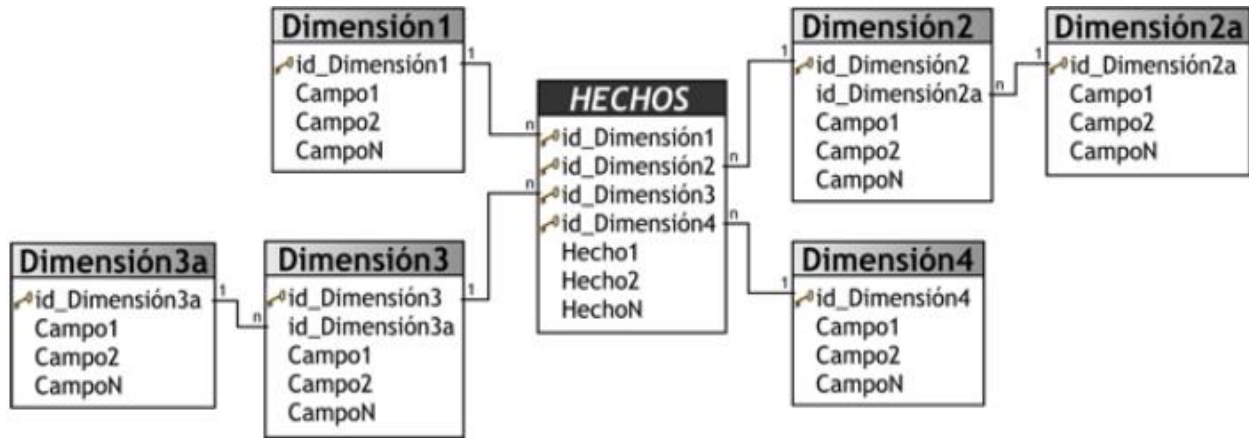 Dimensión1
id_Dimensión1
Campo1
Campo2
CampoN
1
n
HECHOS
id_Dimensión1
id_Dimensión2
id_Dimensión3
id_Dimensión4
Hecho1
Hecho2
HechoN
n
n
n
Dimensión2
1
id_Dimensión2
id_Dimensión2a
Campo1
Campo2
CampoN
n
Dimensión2a
1
id_Dimensión2a
Campo1
Campo2
CampoN
Dimensión3a
id_Dimensión3a
Campo1
Campo2
CampoN
1
n
Dimensión3
id_Dimensión3
id_Dimensión3a
Campo1
Campo2
CampoN
1
Dimensión4
1
id_Dimensión4
Campo1
Campo2
CampoN